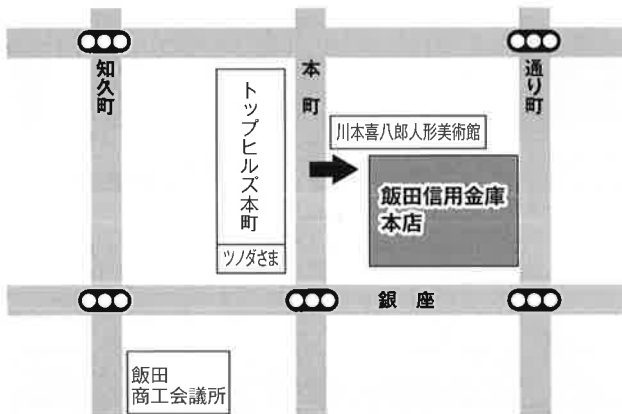 知久町
本町
通り町
トップヒルズ本町
川本喜八郎人形美術館
飯田信用金庫
本店
ツノダさま
銀座
飯田
商工会議所